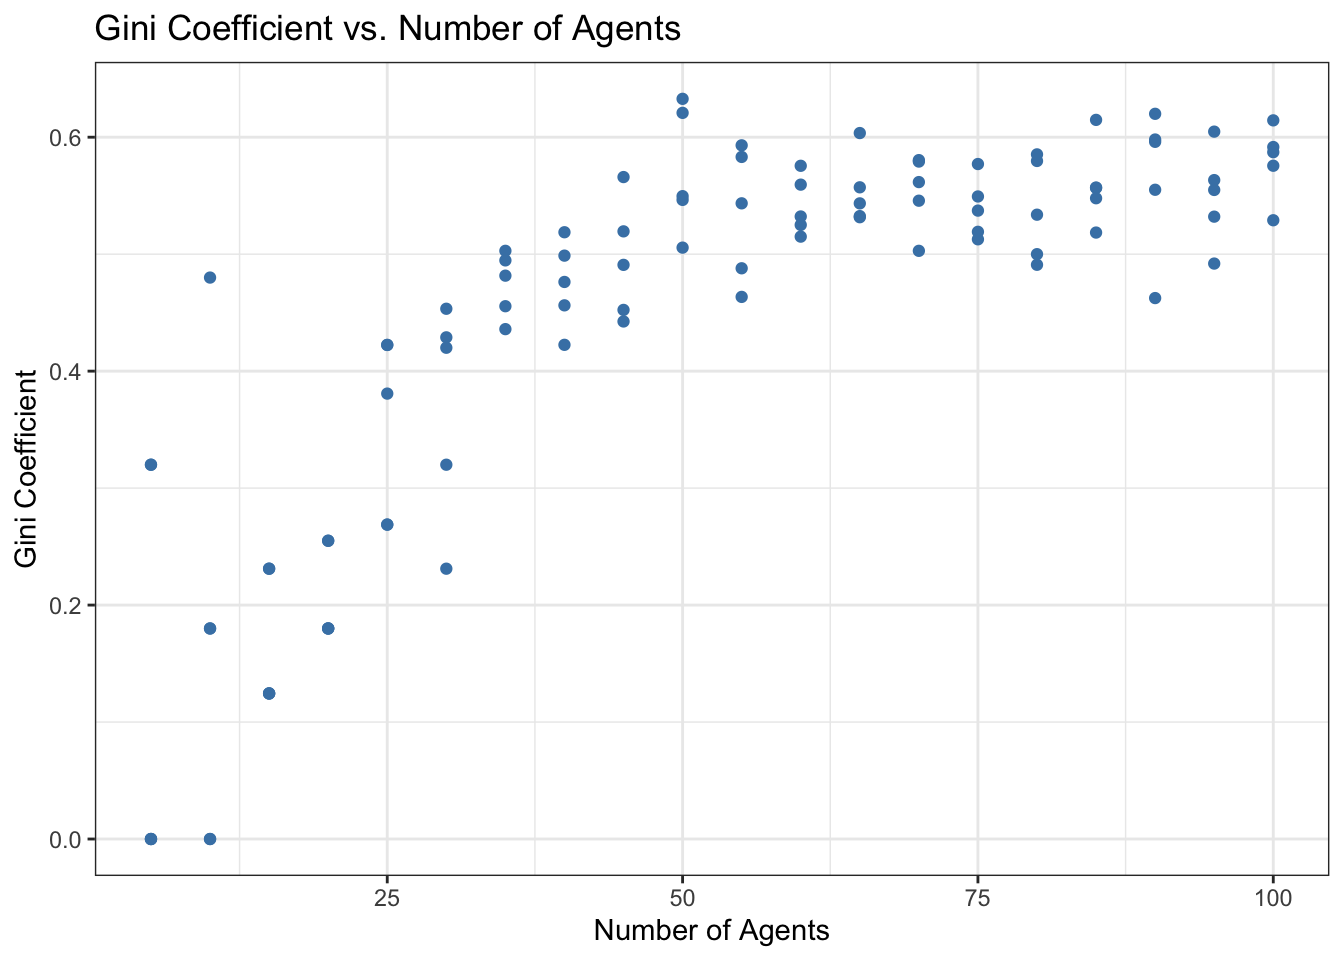 Gini Coefficient vs. Number of Agents
Gini Coefficient
0.6
0.4
0.2
0.0
25 50 75 100
Number of Agents